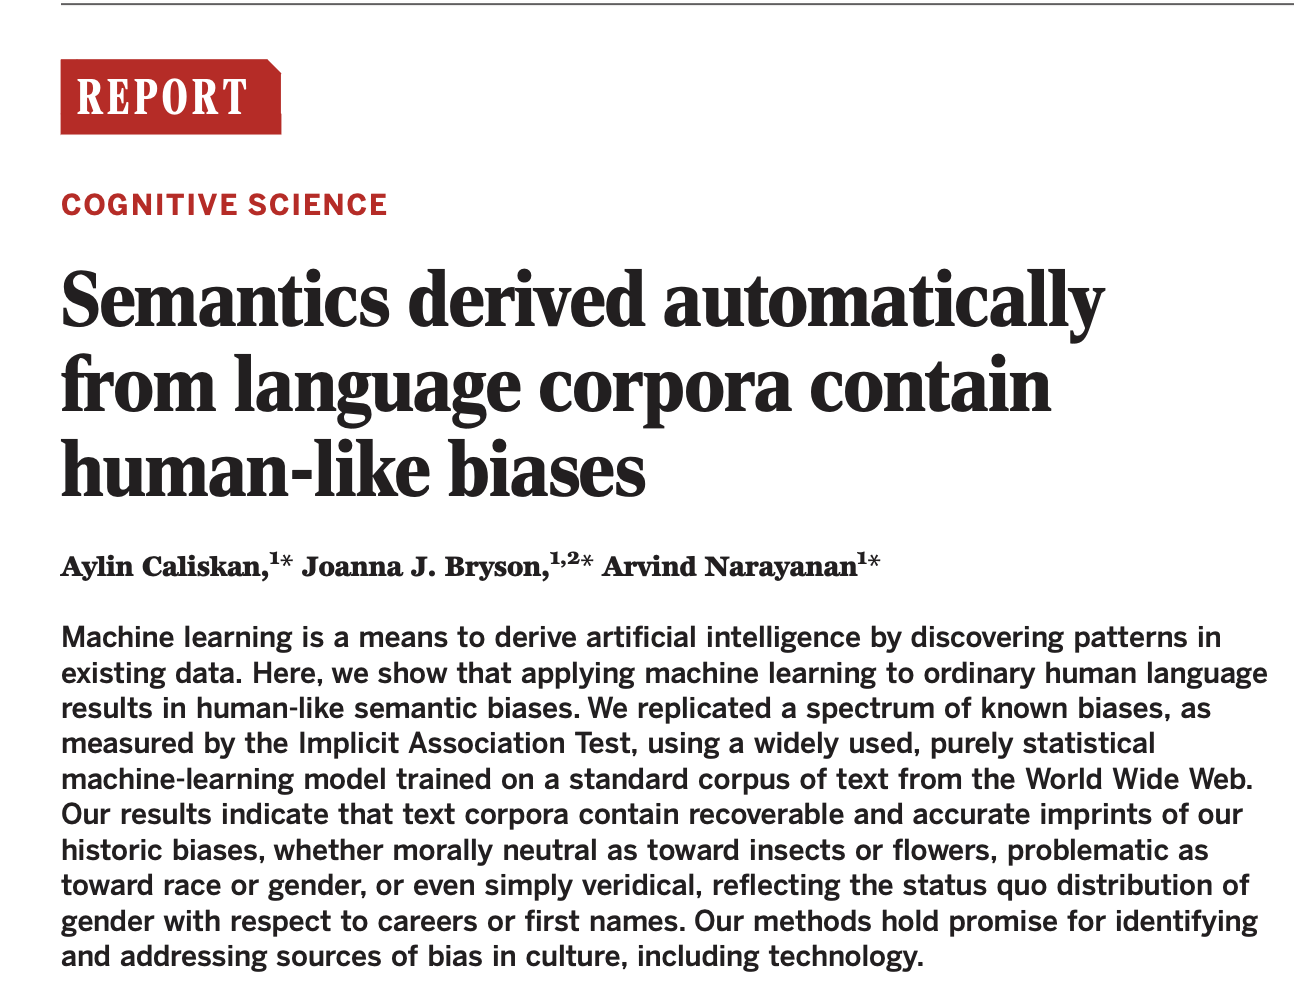 REPORT
COGNITIVE SCIENCE
Semantics derived automatically
from language corpora contain
human-like biases
Aylin Caliskan,1* Joanna J. Bryson,1,2* Arvind Narayanan1*
Machine learning is a means to derive artificial intelligence by discovering patterns in
existing data. Here, we show that applying machine learning to ordinary human language
results in human-like semantic biases. We replicated a spectrum of known biases, as
measured by the Implicit Association Test, using a widely used, purely statistical
machine-learning model trained on a standard corpus of text from the World Wide Web.
Our results indicate that text corpora contain recoverable and accurate imprints of our
historic biases, whether morally neutral as toward insects or flowers, problematic as
toward race or gender, or even simply veridical, reflecting the status quo distribution of
gender with respect to careers or first names. Our methods hold promise for identifying
and addressing sources of bias in culture, including technology.